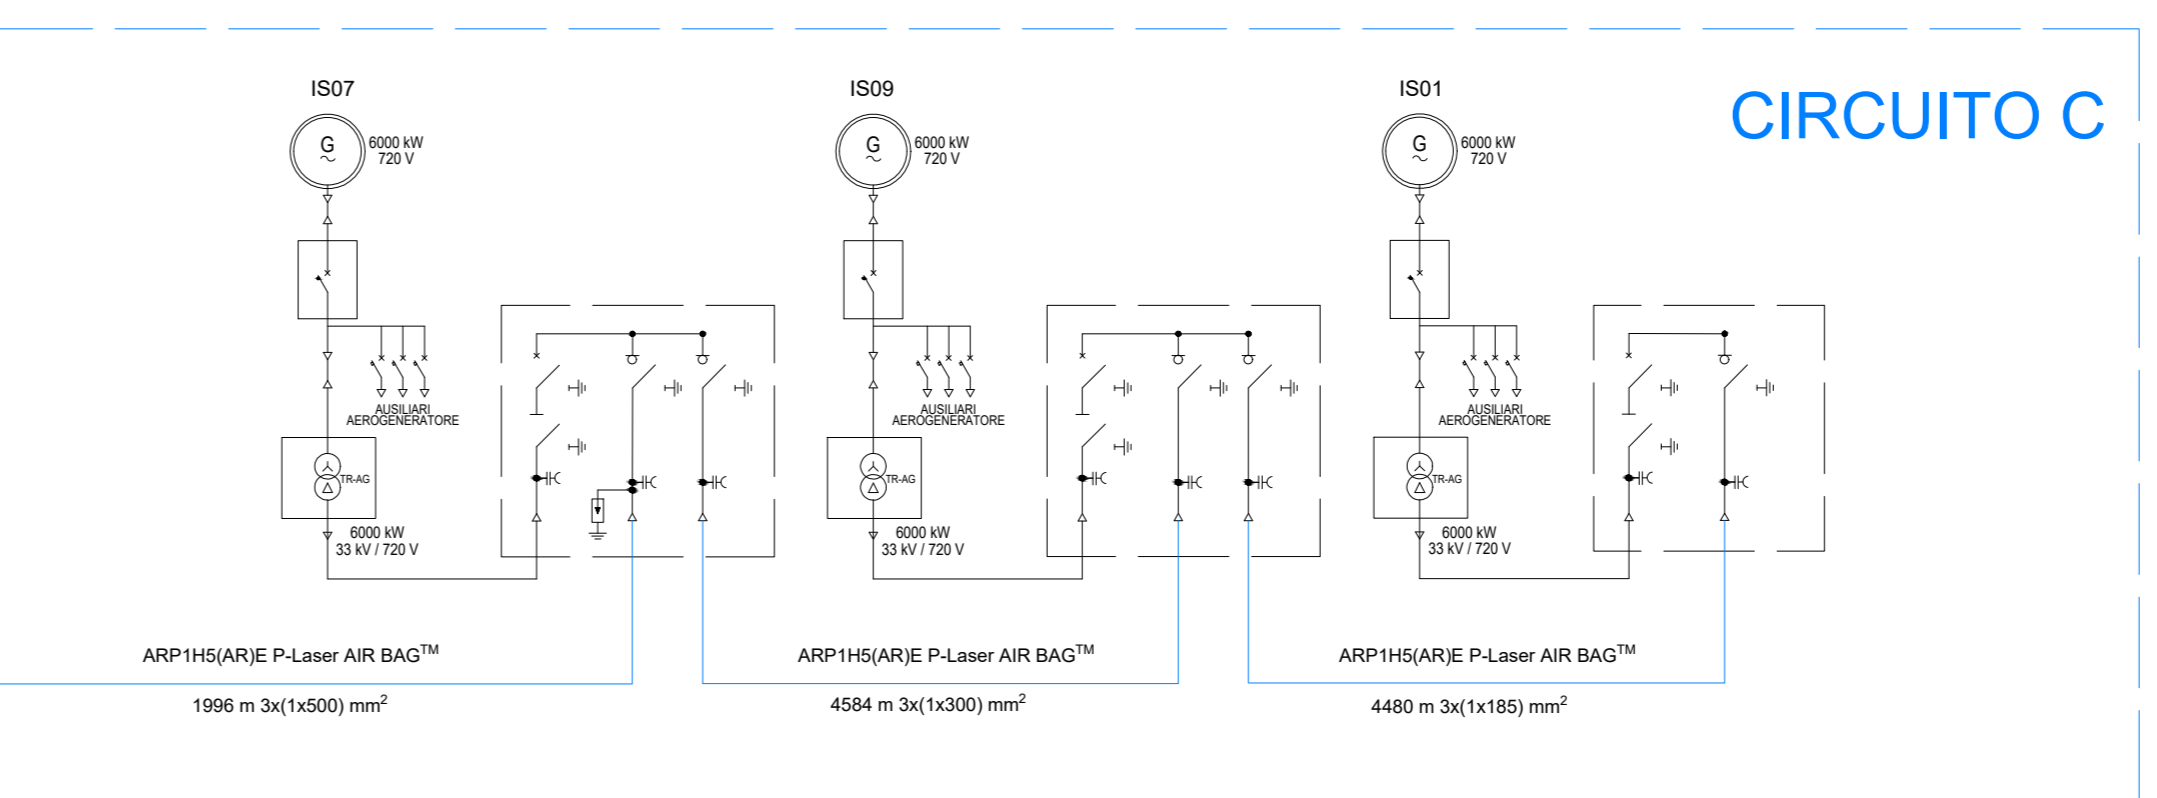 CIRCUITO C
IS07
G
6000 kW
720 V
AUSILIARI
AEROGENERATORE
TR-AG
6000 kW
33 kV / 720 V
ARP1H5(AR)E P-Laser AIR BAG™
1996 m 3x(1x500) mm²
IS09
G
6000 kW
720 V
AUSILIARI
AEROGENERATORE
TR-AG
6000 kW
33 kV / 720 V
ARP1H5(AR)E P-Laser AIR BAG™
4584 m 3x(1x300) mm²
IS01
G
6000 kW
720 V
AUSILIARI
AEROGENERATORE
TR-AG
6000 kW
33 kV / 720 V
ARP1H5(AR)E P-Laser AIR BAG™
4480 m 3x(1x185) mm²